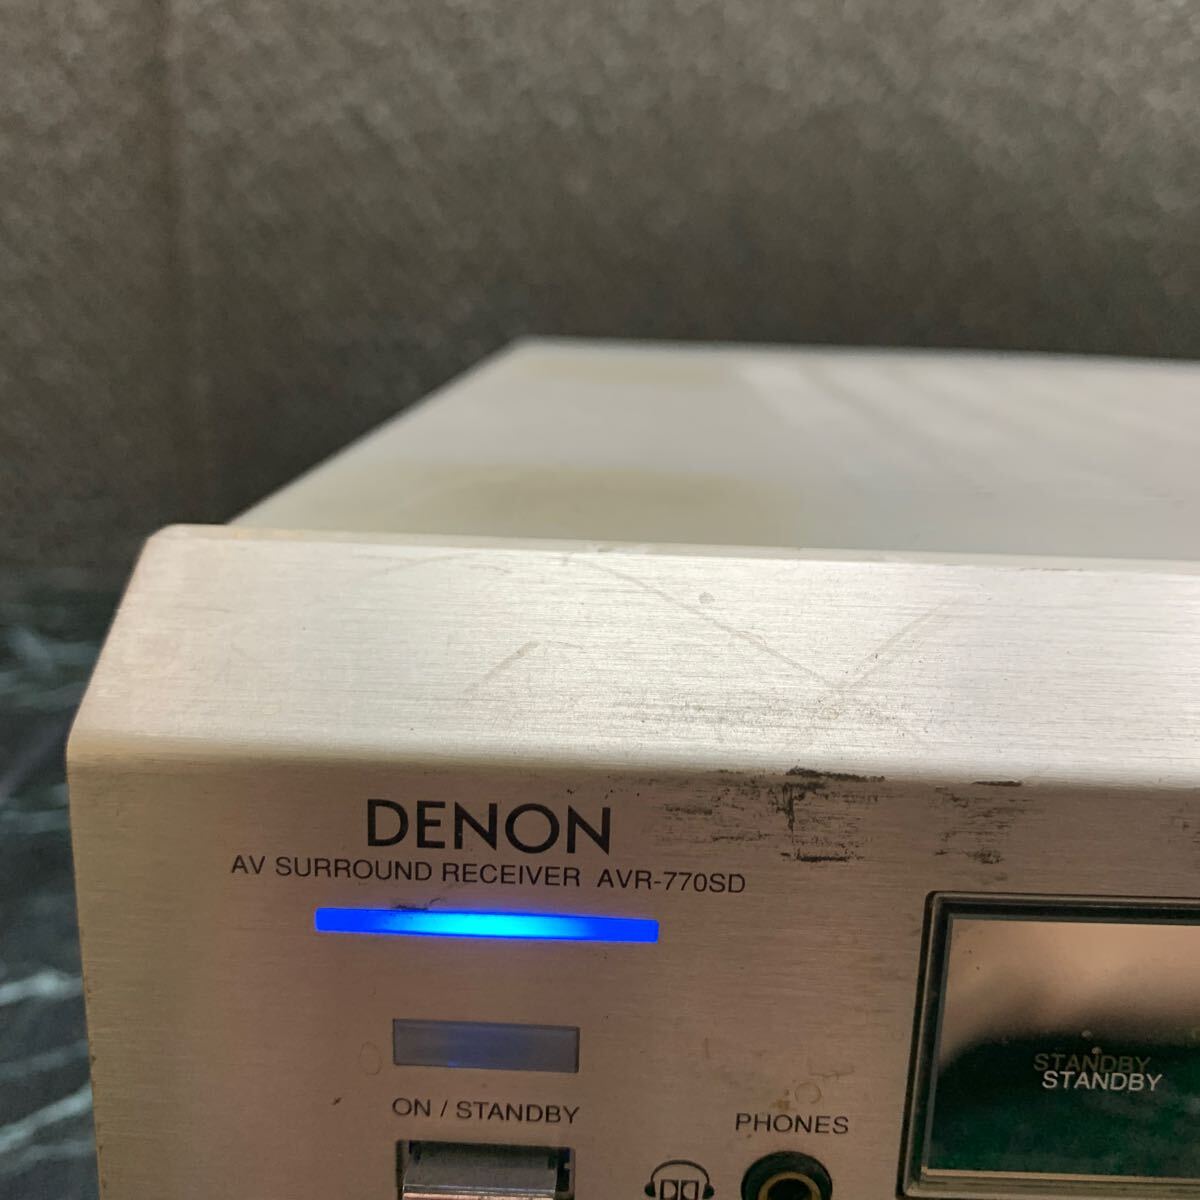 DENON
AV SURROUND RECEIVER AVR-770SD
STANDBY
ON / STANDBY
PHONES